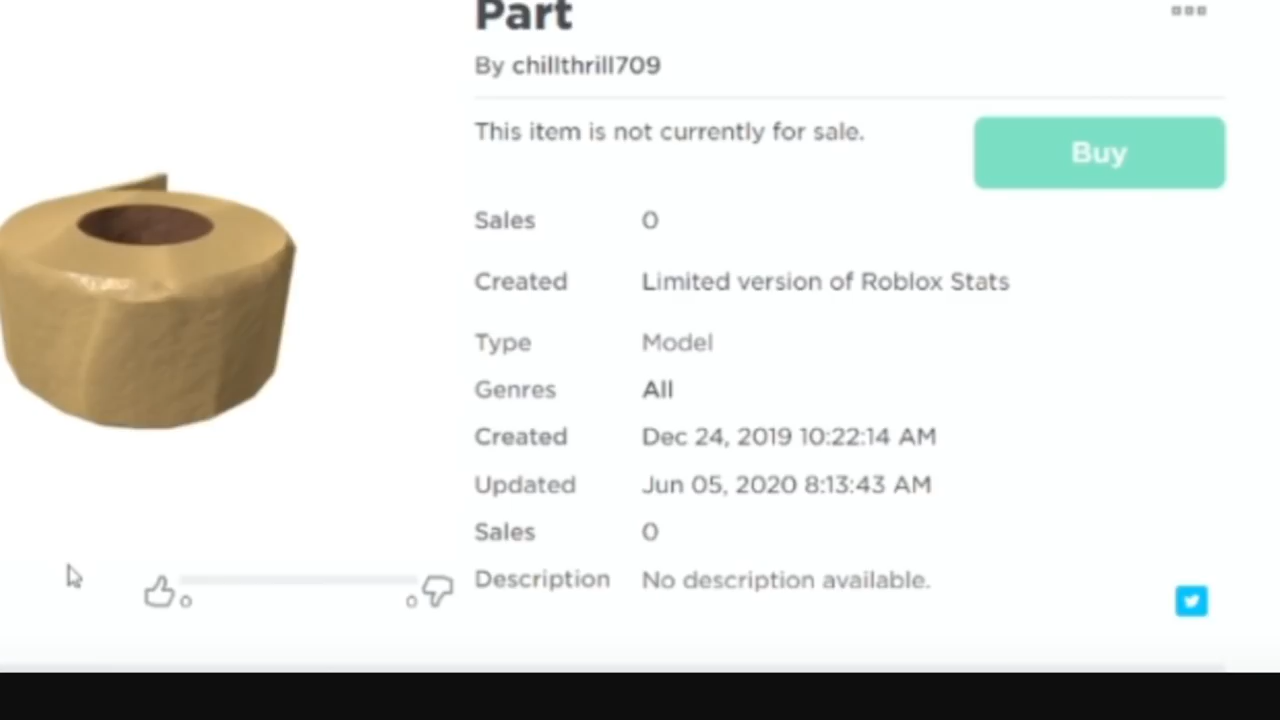 Part
By chillthrill709
This item is not currently for sale.
Buy
Sales 0
Created Limited version of Roblox Stats
Type Model
Genres All
Created Dec 24, 2019 10:22:14 AM
Updated Jun 05, 2020 8:13:43 AM
Sales 0
Description No description available.
0 0